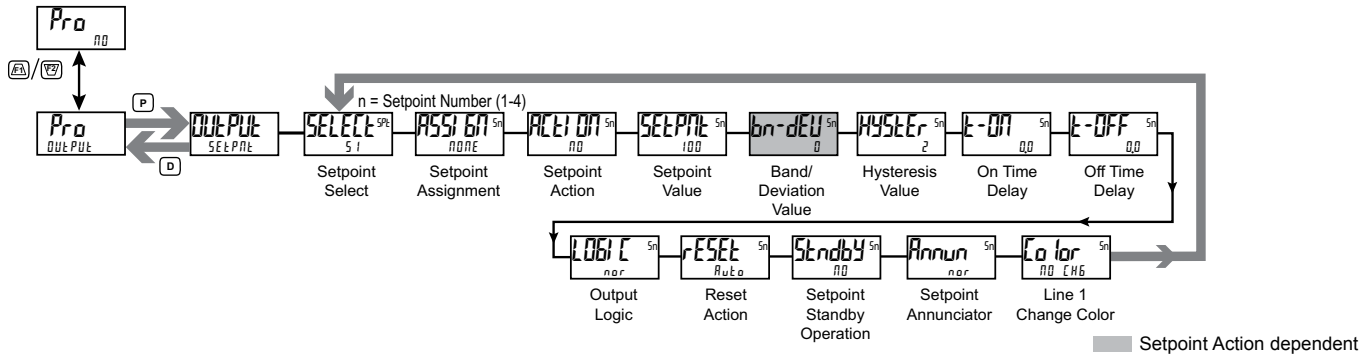 Pro
NO
F1 / F2
P
n = Setpoint Number (1-4)
Pro
OUtPUt
D
OUtPUt
SEtPNt
SELECt SPt
S1
ASSIGN Sn
NONE
ACtION Sn
NO
SEtPNt Sn
100
bn-dEV Sn
0
HYStEr Sn
2
t-ON Sn
0.0
t-OFF Sn
0.0
Setpoint
Select
Setpoint
Assignment
Setpoint
Action
Setpoint
Value
Band/
Deviation
Value
Hysteresis
Value
On Time
Delay
Off Time
Delay
LOGIC Sn
nor
rESEt Sn
Auto
Stndby Sn
NO
Annun Sn
nor
Color Sn
NO CHG
Output
Logic
Reset
Action
Setpoint
Standby
Operation
Setpoint
Annunciator
Line 1
Change Color
Setpoint Action dependent